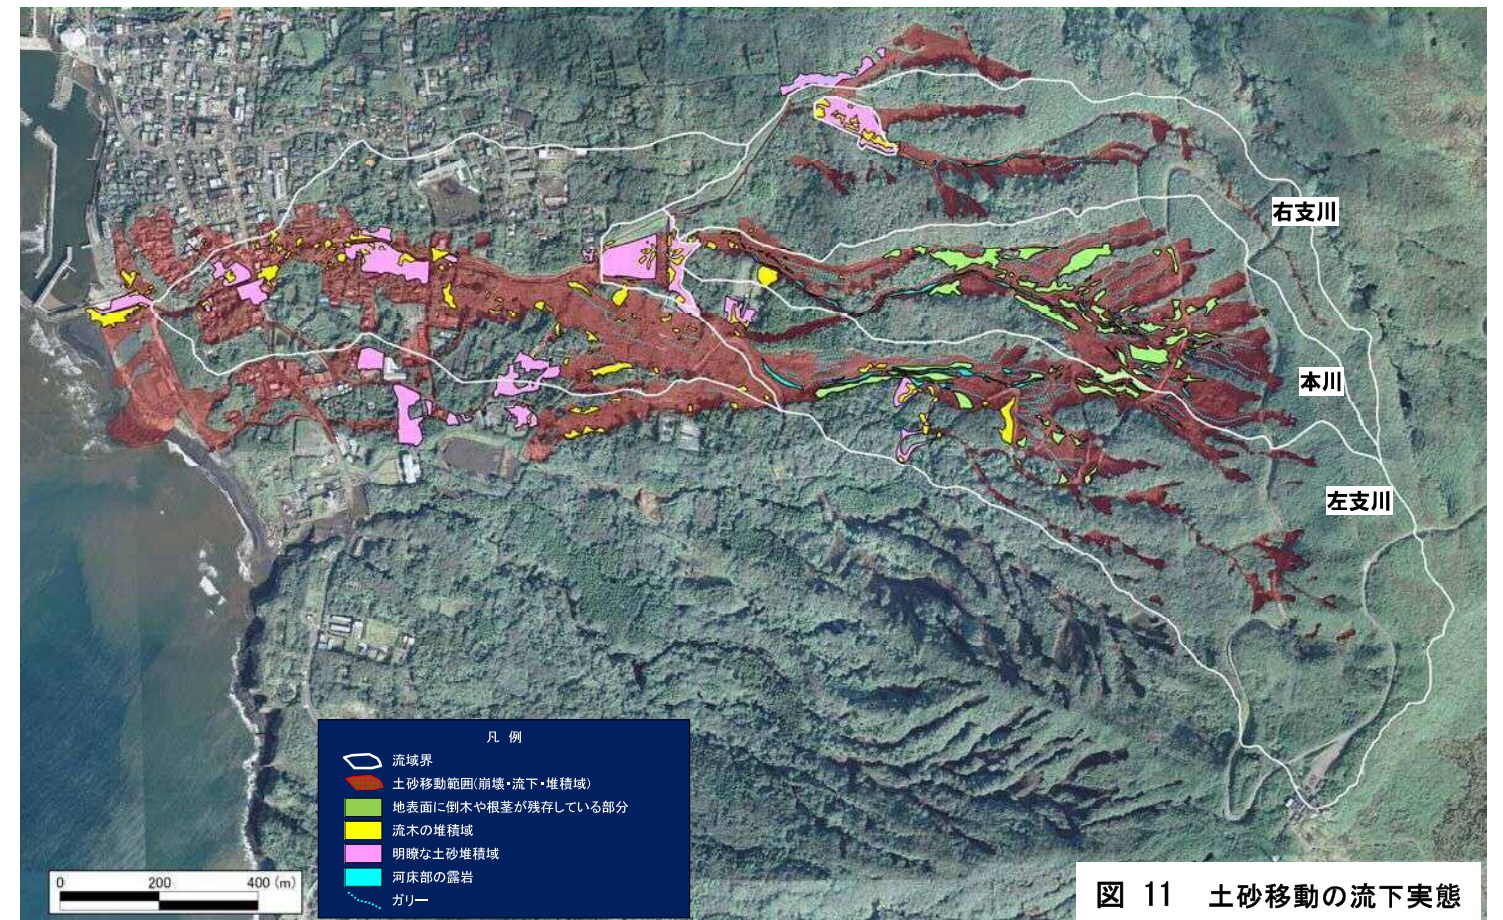 右支川
本川
左支川
凡 例
流域界
土砂移動範囲(崩壊・流下・堆積域)
地表面に倒木や根茎が残存している部分
流木の堆積域
明瞭な土砂堆積域
河床部の露岩
ガリー
0 200 400 (m)
図 11 土砂移動の流下実態